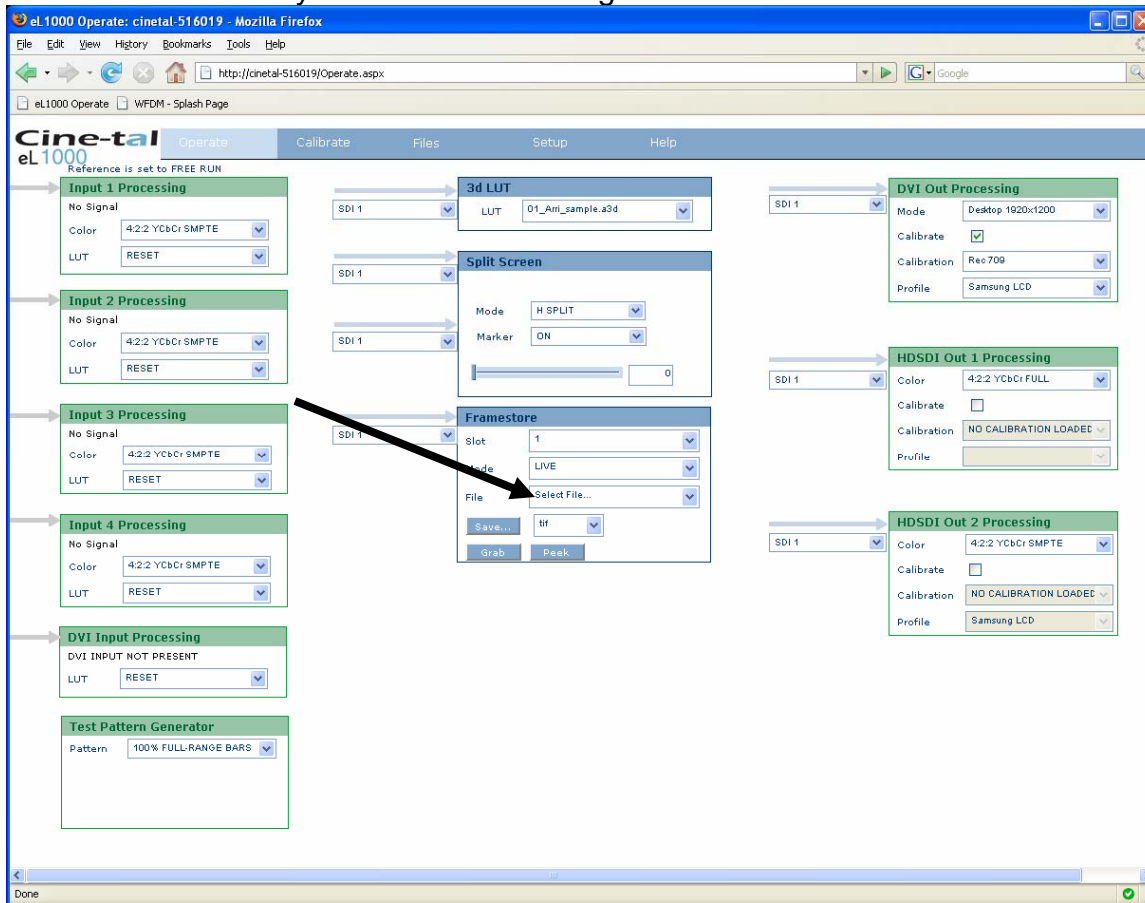 eL1000 Operate: cinetal-516019 - Mozilla Firefox
File Edit View History Bookmarks Tools Help
http://cinetal-516019/Operate.aspx
G Google
eL1000 Operate WFDM - Splash Page
Cine-tal
eL1000
Operate Calibrate Files Setup Help
Reference is set to FREE RUN
Input 1 Processing
No Signal
Color 4:2:2 YCbCr SMPTE
LUT RESET
Input 2 Processing
No Signal
Color 4:2:2 YCbCr SMPTE
LUT RESET
Input 3 Processing
No Signal
Color 4:2:2 YCbCr SMPTE
LUT RESET
Input 4 Processing
No Signal
Color 4:2:2 YCbCr SMPTE
LUT RESET
DVI Input Processing
DVI INPUT NOT PRESENT
LUT RESET
Test Pattern Generator
Pattern 100% FULL-RANGE BARS
SDI 1
3d LUT
LUT 01_Arri_sample.a3d
SDI 1
SDI 1
Split Screen
Mode H SPLIT
Marker ON
0
SDI 1
Framestore
Slot 1
Mode LIVE
File Select File...
Save... tif
Grab Peek
SDI 1
DVI Out Processing
Mode Desktop 1920x1200
Calibrate
Calibration Rec 709
Profile Samsung LCD
SDI 1
HDSDI Out 1 Processing
Color 4:2:2 YCbCr FULL
Calibrate
Calibration NO CALIBRATION LOADED
Profile
SDI 1
HDSDI Out 2 Processing
Color 4:2:2 YCbCr SMPTE
Calibrate
Calibration NO CALIBRATION LOADED
Profile Samsung LCD
Done